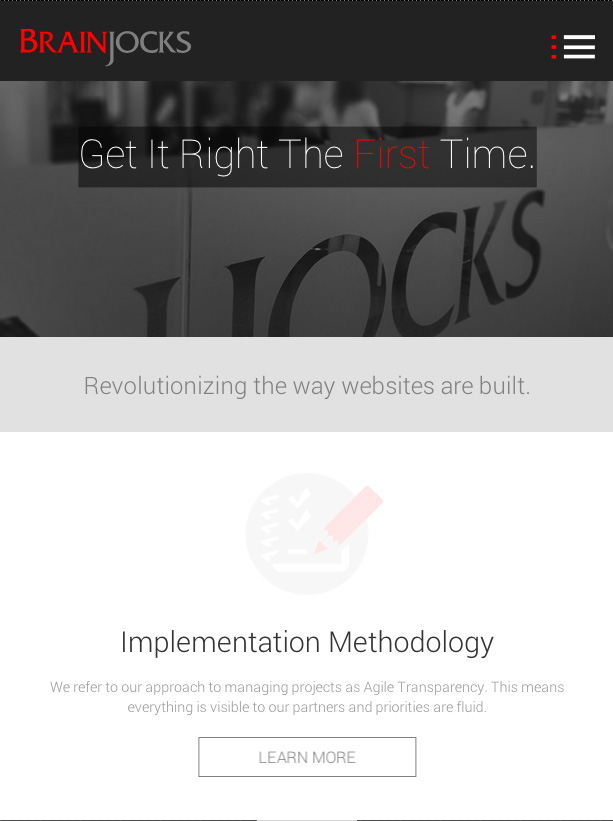 BRAINJOCKS
Get It Right The First Time.
JOCKS
Revolutionizing the way websites are built.
Implementation Methodology
We refer to our approach to managing projects as Agile Transparency. This means
everything is visible to our partners and priorities are fluid.
LEARN MORE